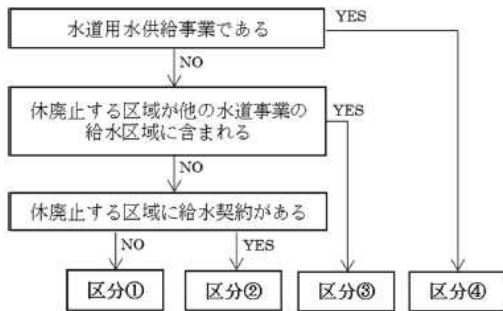 水道用水供給事業である
YES
NO
休廃止する区域が他の水道事業の
給水区域に含まれる
YES
NO
休廃止する区域に給水契約がある
NO
YES
区分①
区分②
区分③
区分④